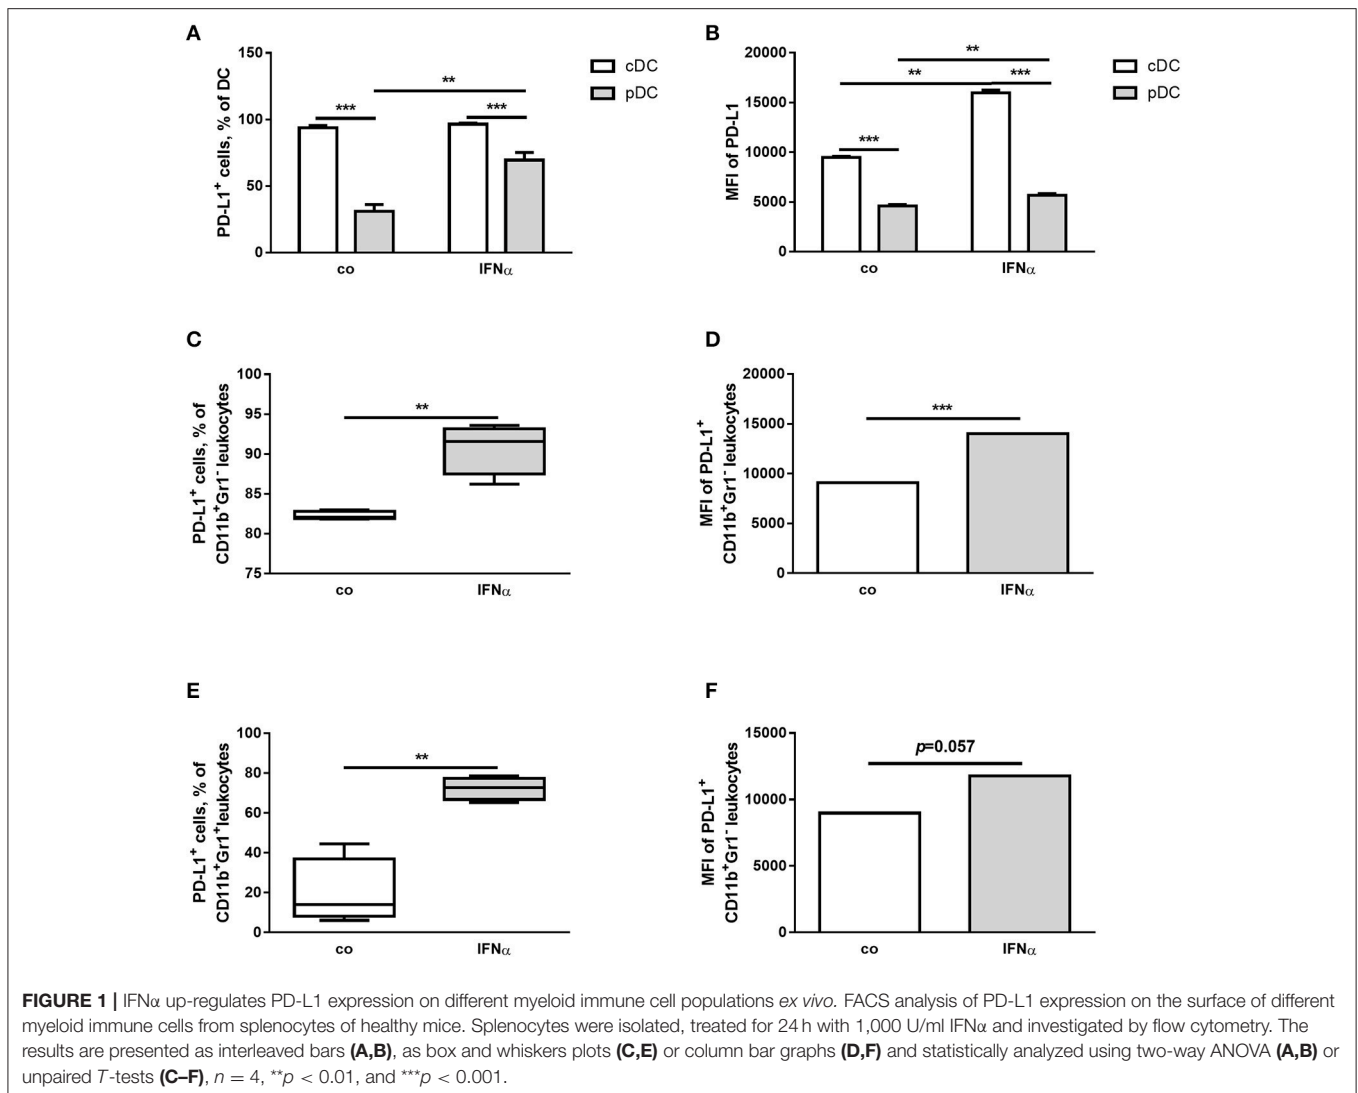 A
PD-L1+ cells, % of DC
150
100
50
0
***
**
***
co
IFNα
cDC
pDC
B
MFI of PD-L1
20000
15000
10000
5000
0
**
**
***
***
co
IFNα
cDC
pDC
C
PD-L1+ cells, % of
CD11b+Gr1- leukocytes
100
95
90
85
80
75
**
co
IFNα
D
MFI of PD-L1+
CD11b+Gr1- leukocytes
20000
15000
10000
5000
0
***
co
IFNα
E
PD-L1+ cells, % of
CD11b+Gr1+leukocytes
100
80
60
40
20
0
**
co
IFNα
F
MFI of PD-L1+
CD11b+Gr1- leukocytes
15000
10000
5000
0
p=0.057
co
IFNα
FIGURE 1 | IFNα up-regulates PD-L1 expression on different myeloid immune cell populations ex vivo. FACS analysis of PD-L1 expression on the surface of different
myeloid immune cells from splenocytes of healthy mice. Splenocytes were isolated, treated for 24 h with 1,000 U/ml IFNα and investigated by flow cytometry. The
results are presented as interleaved bars (A,B), as box and whiskers plots (C,E) or column bar graphs (D,F) and statistically analyzed using two-way ANOVA (A,B) or
unpaired T-tests (C–F), n = 4, **p < 0.01, and ***p < 0.001.